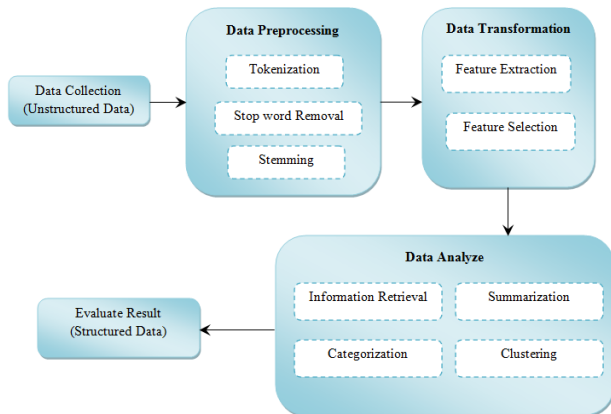 Data Collection
(Unstructured Data)
Data Preprocessing
Tokenization
Stop word Removal
Stemming
Data Transformation
Feature Extraction
Feature Selection
Data Analyze
Information Retrieval
Summarization
Categorization
Clustering
Evaluate Result
(Structured Data)